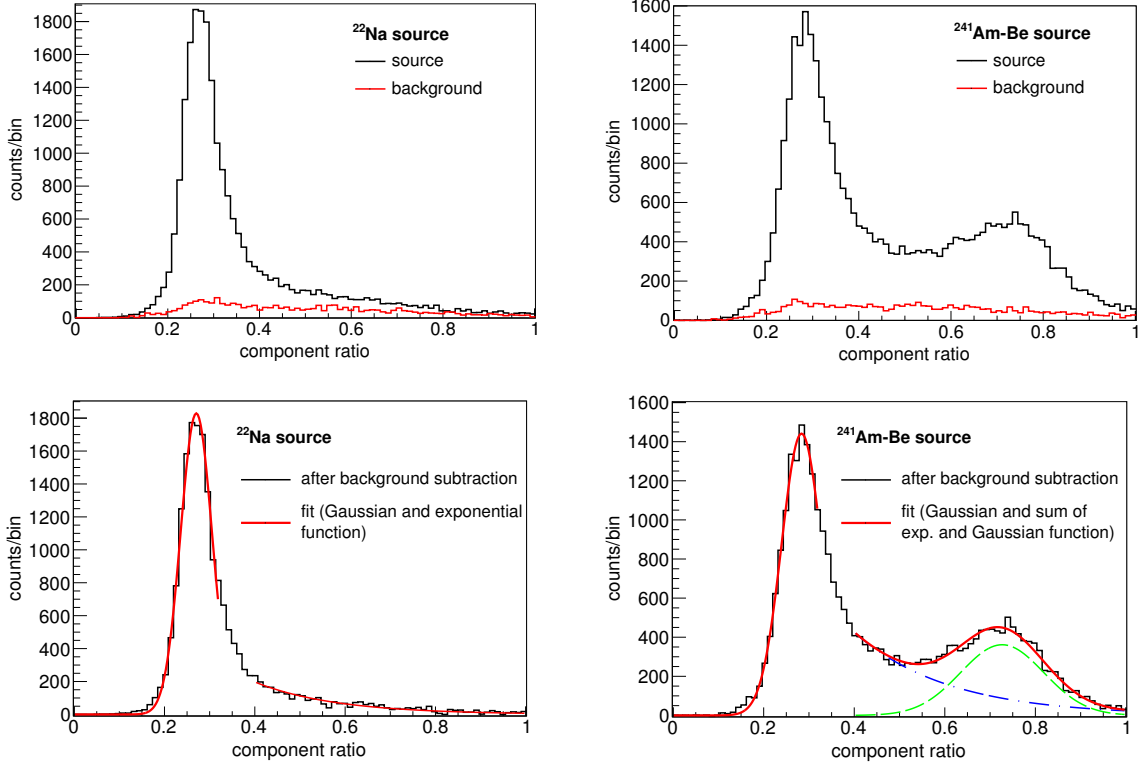 counts/bin
1800
1600
1400
1200
1000
800
600
400
200
0
²²Na source
source
background
0 0.2 0.4 0.6 0.8 1
component ratio
counts/bin
1600
1400
1200
1000
800
600
400
200
0
²⁴¹Am-Be source
source
background
0 0.2 0.4 0.6 0.8 1
component ratio
counts/bin
1800
1600
1400
1200
1000
800
600
400
200
0
²²Na source
after background subtraction
fit (Gaussian and exponential
function)
0 0.2 0.4 0.6 0.8 1
component ratio
counts/bin
1600
1400
1200
1000
800
600
400
200
0
²⁴¹Am-Be source
after background subtraction
fit (Gaussian and sum of
exp. and Gaussian function)
0 0.2 0.4 0.6 0.8 1
component ratio